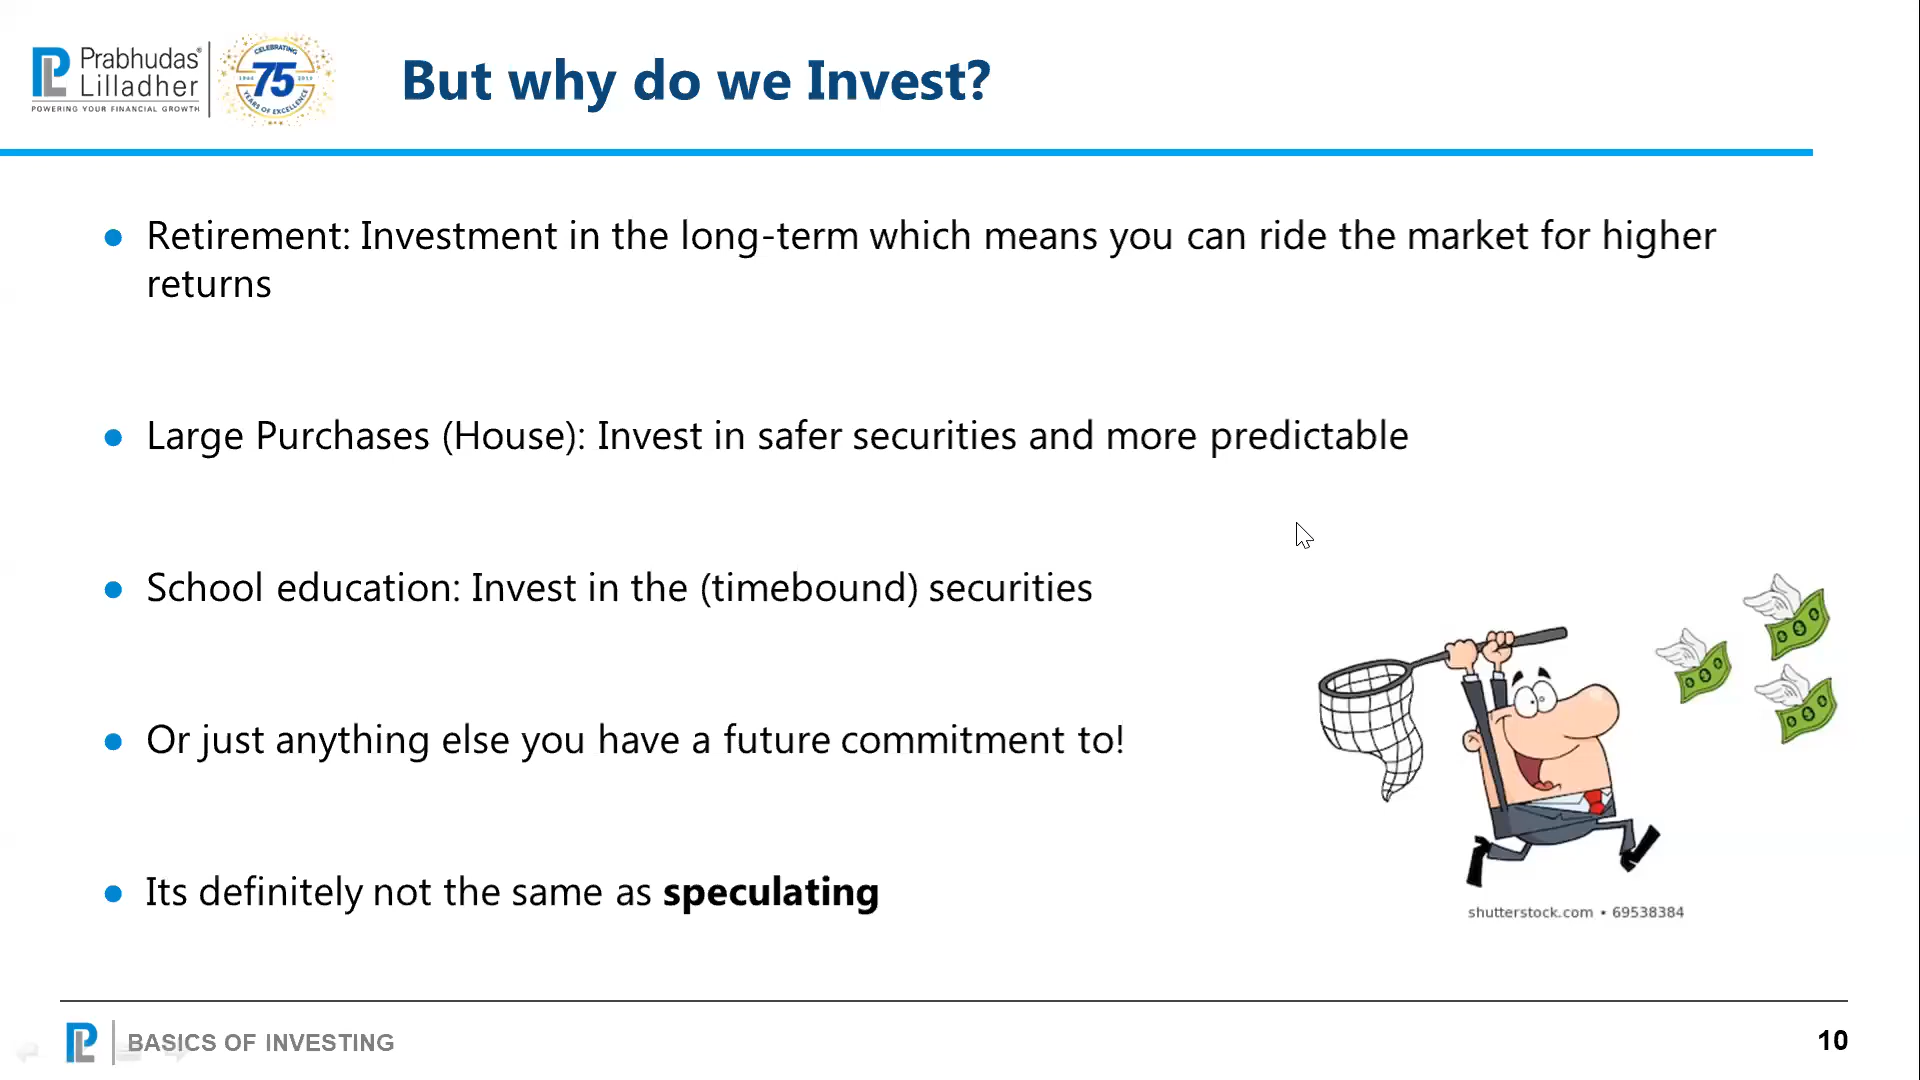 Prabhudas®
Lilladher
POWERING YOUR FINANCIAL GROWTH
CELEBRATING
75
1944 2019
YEARS OF EXCELLENCE
But why do we Invest?
Retirement: Investment in the long-term which means you can ride the market for higher
returns
Large Purchases (House): Invest in safer securities and more predictable
School education: Invest in the (timebound) securities
Or just anything else you have a future commitment to!
Its definitely not the same as speculating
shutterstock.com • 69538384
BASICS OF INVESTING
10